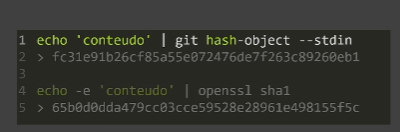 1 echo 'conteudo' | git hash-object --stdin
2 > fc31e91b26cf85a55e072476de7f263c89260eb1
3
4 echo -e 'conteudo' | openssl sha1
5 > 65b0d0dda479cc03cce59528e28961e498155f5c